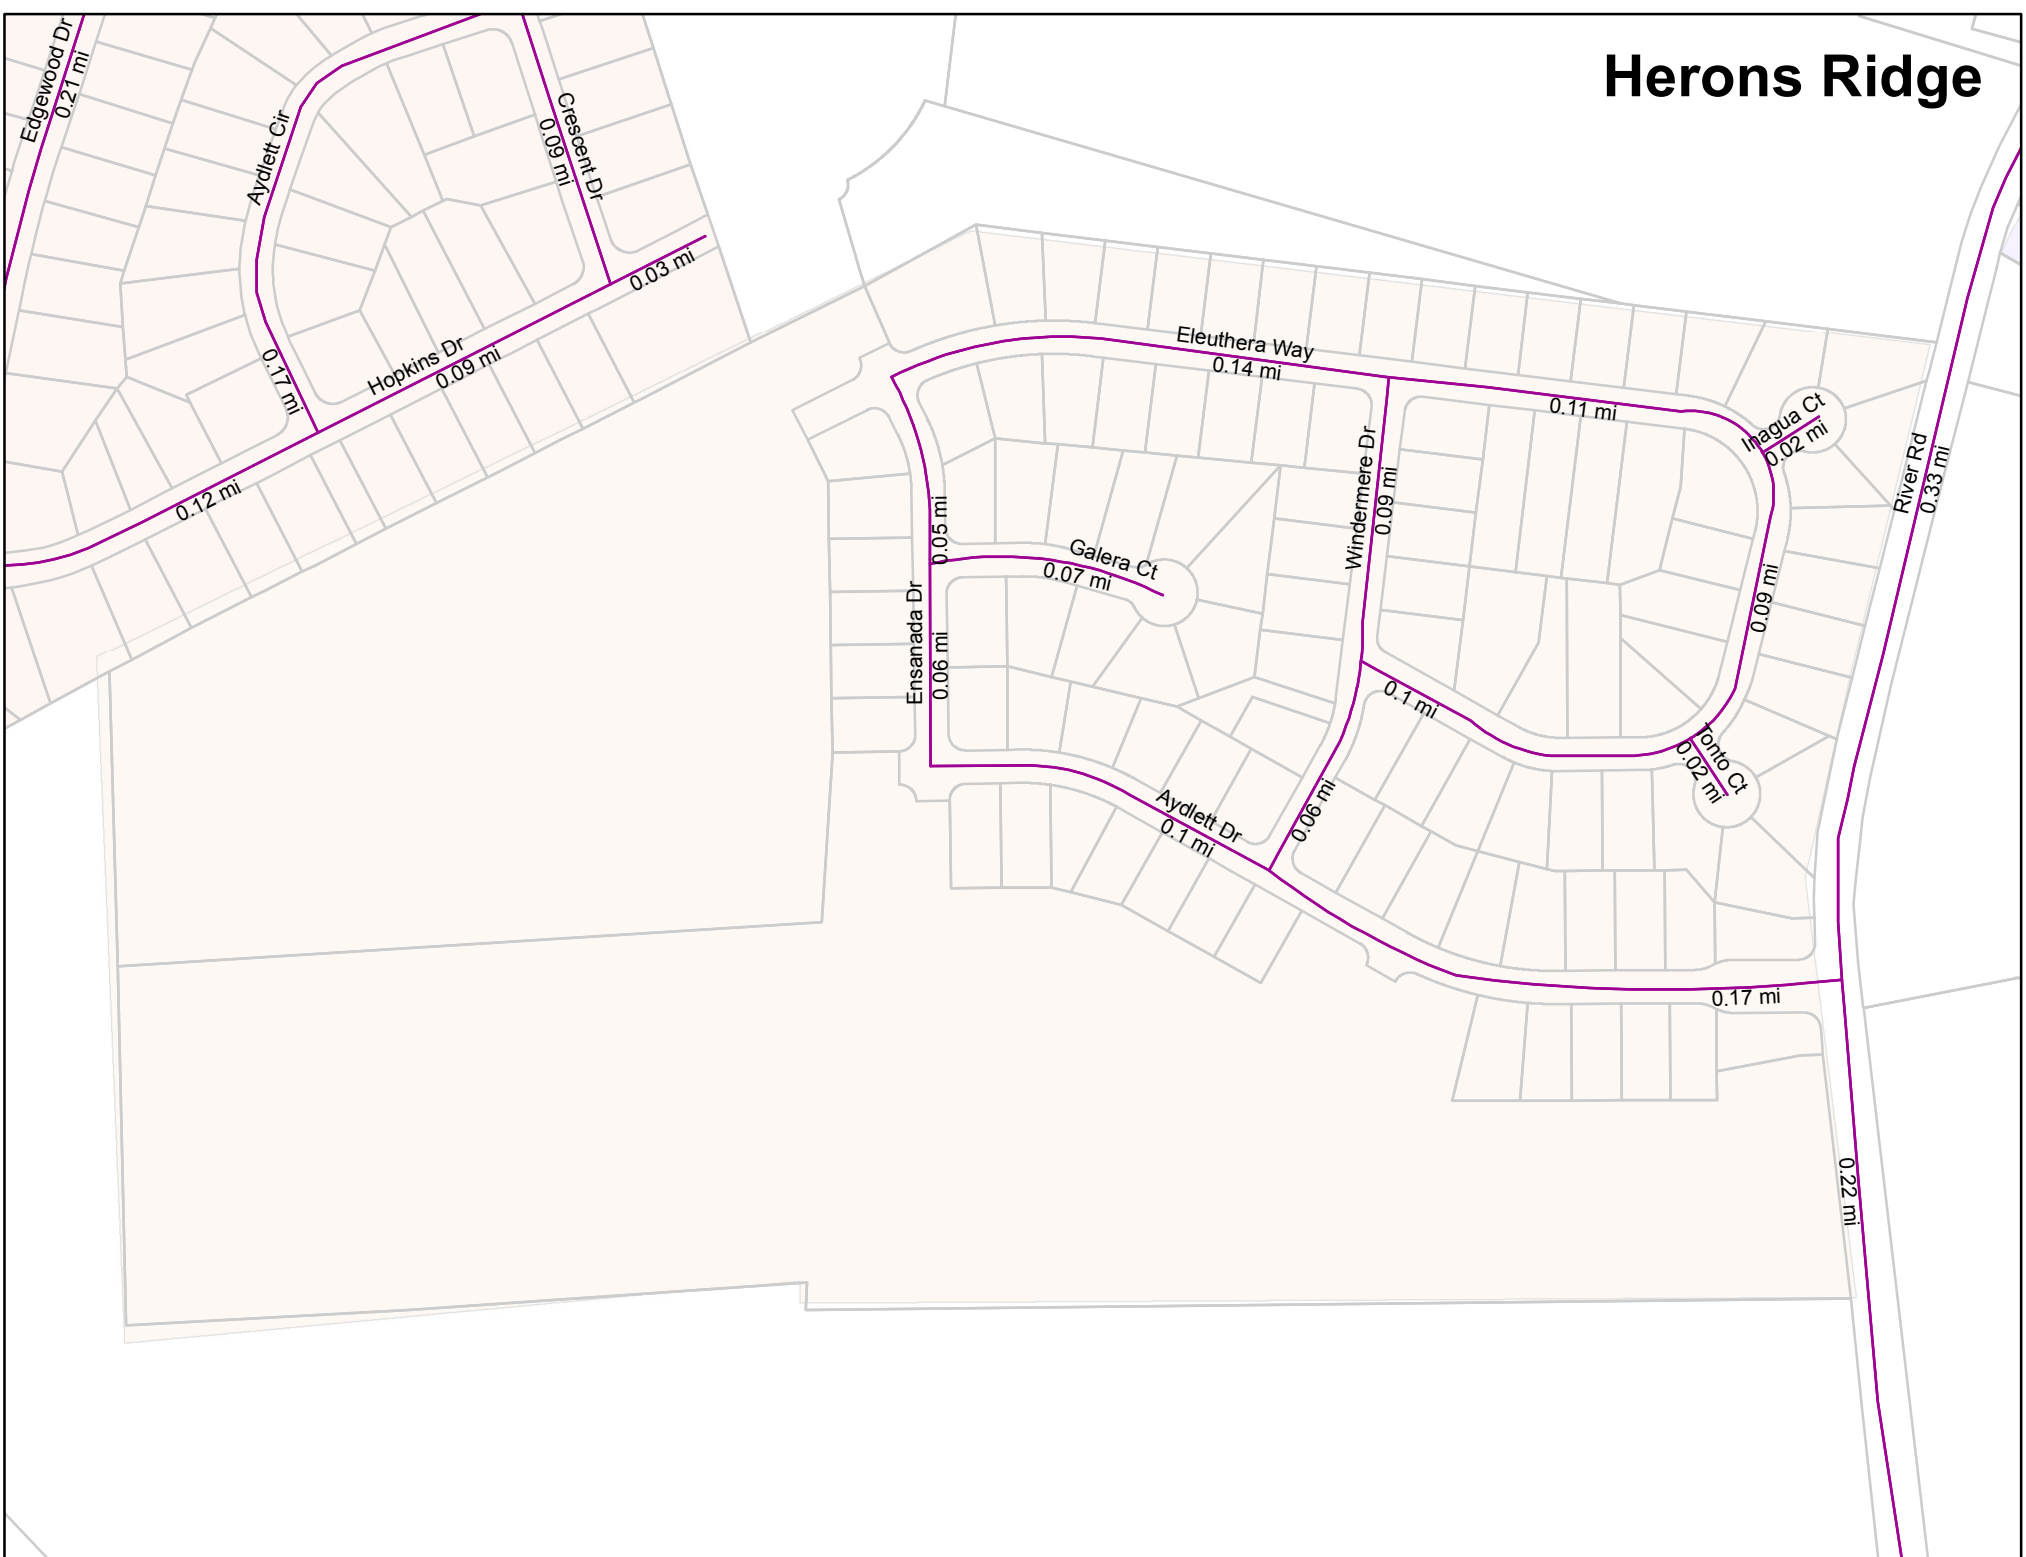 Herons Ridge
Edgewood Dr
0.21 mi
Aydlett Cir
0.17 mi
Crescent Dr
0.09 mi
0.03 mi
Hopkins Dr
0.09 mi
0.12 mi
Eleuthera Way
0.14 mi
0.11 mi
Inagua Ct
0.02 mi
River Rd
0.33 mi
Windermere Dr
0.09 mi
0.05 mi
Galera Ct
0.07 mi
Ensanada Dr
0.06 mi
0.09 mi
0.1 mi
Tonto Ct
0.02 mi
0.06 mi
Aydlett Dr
0.1 mi
0.17 mi
0.22 mi